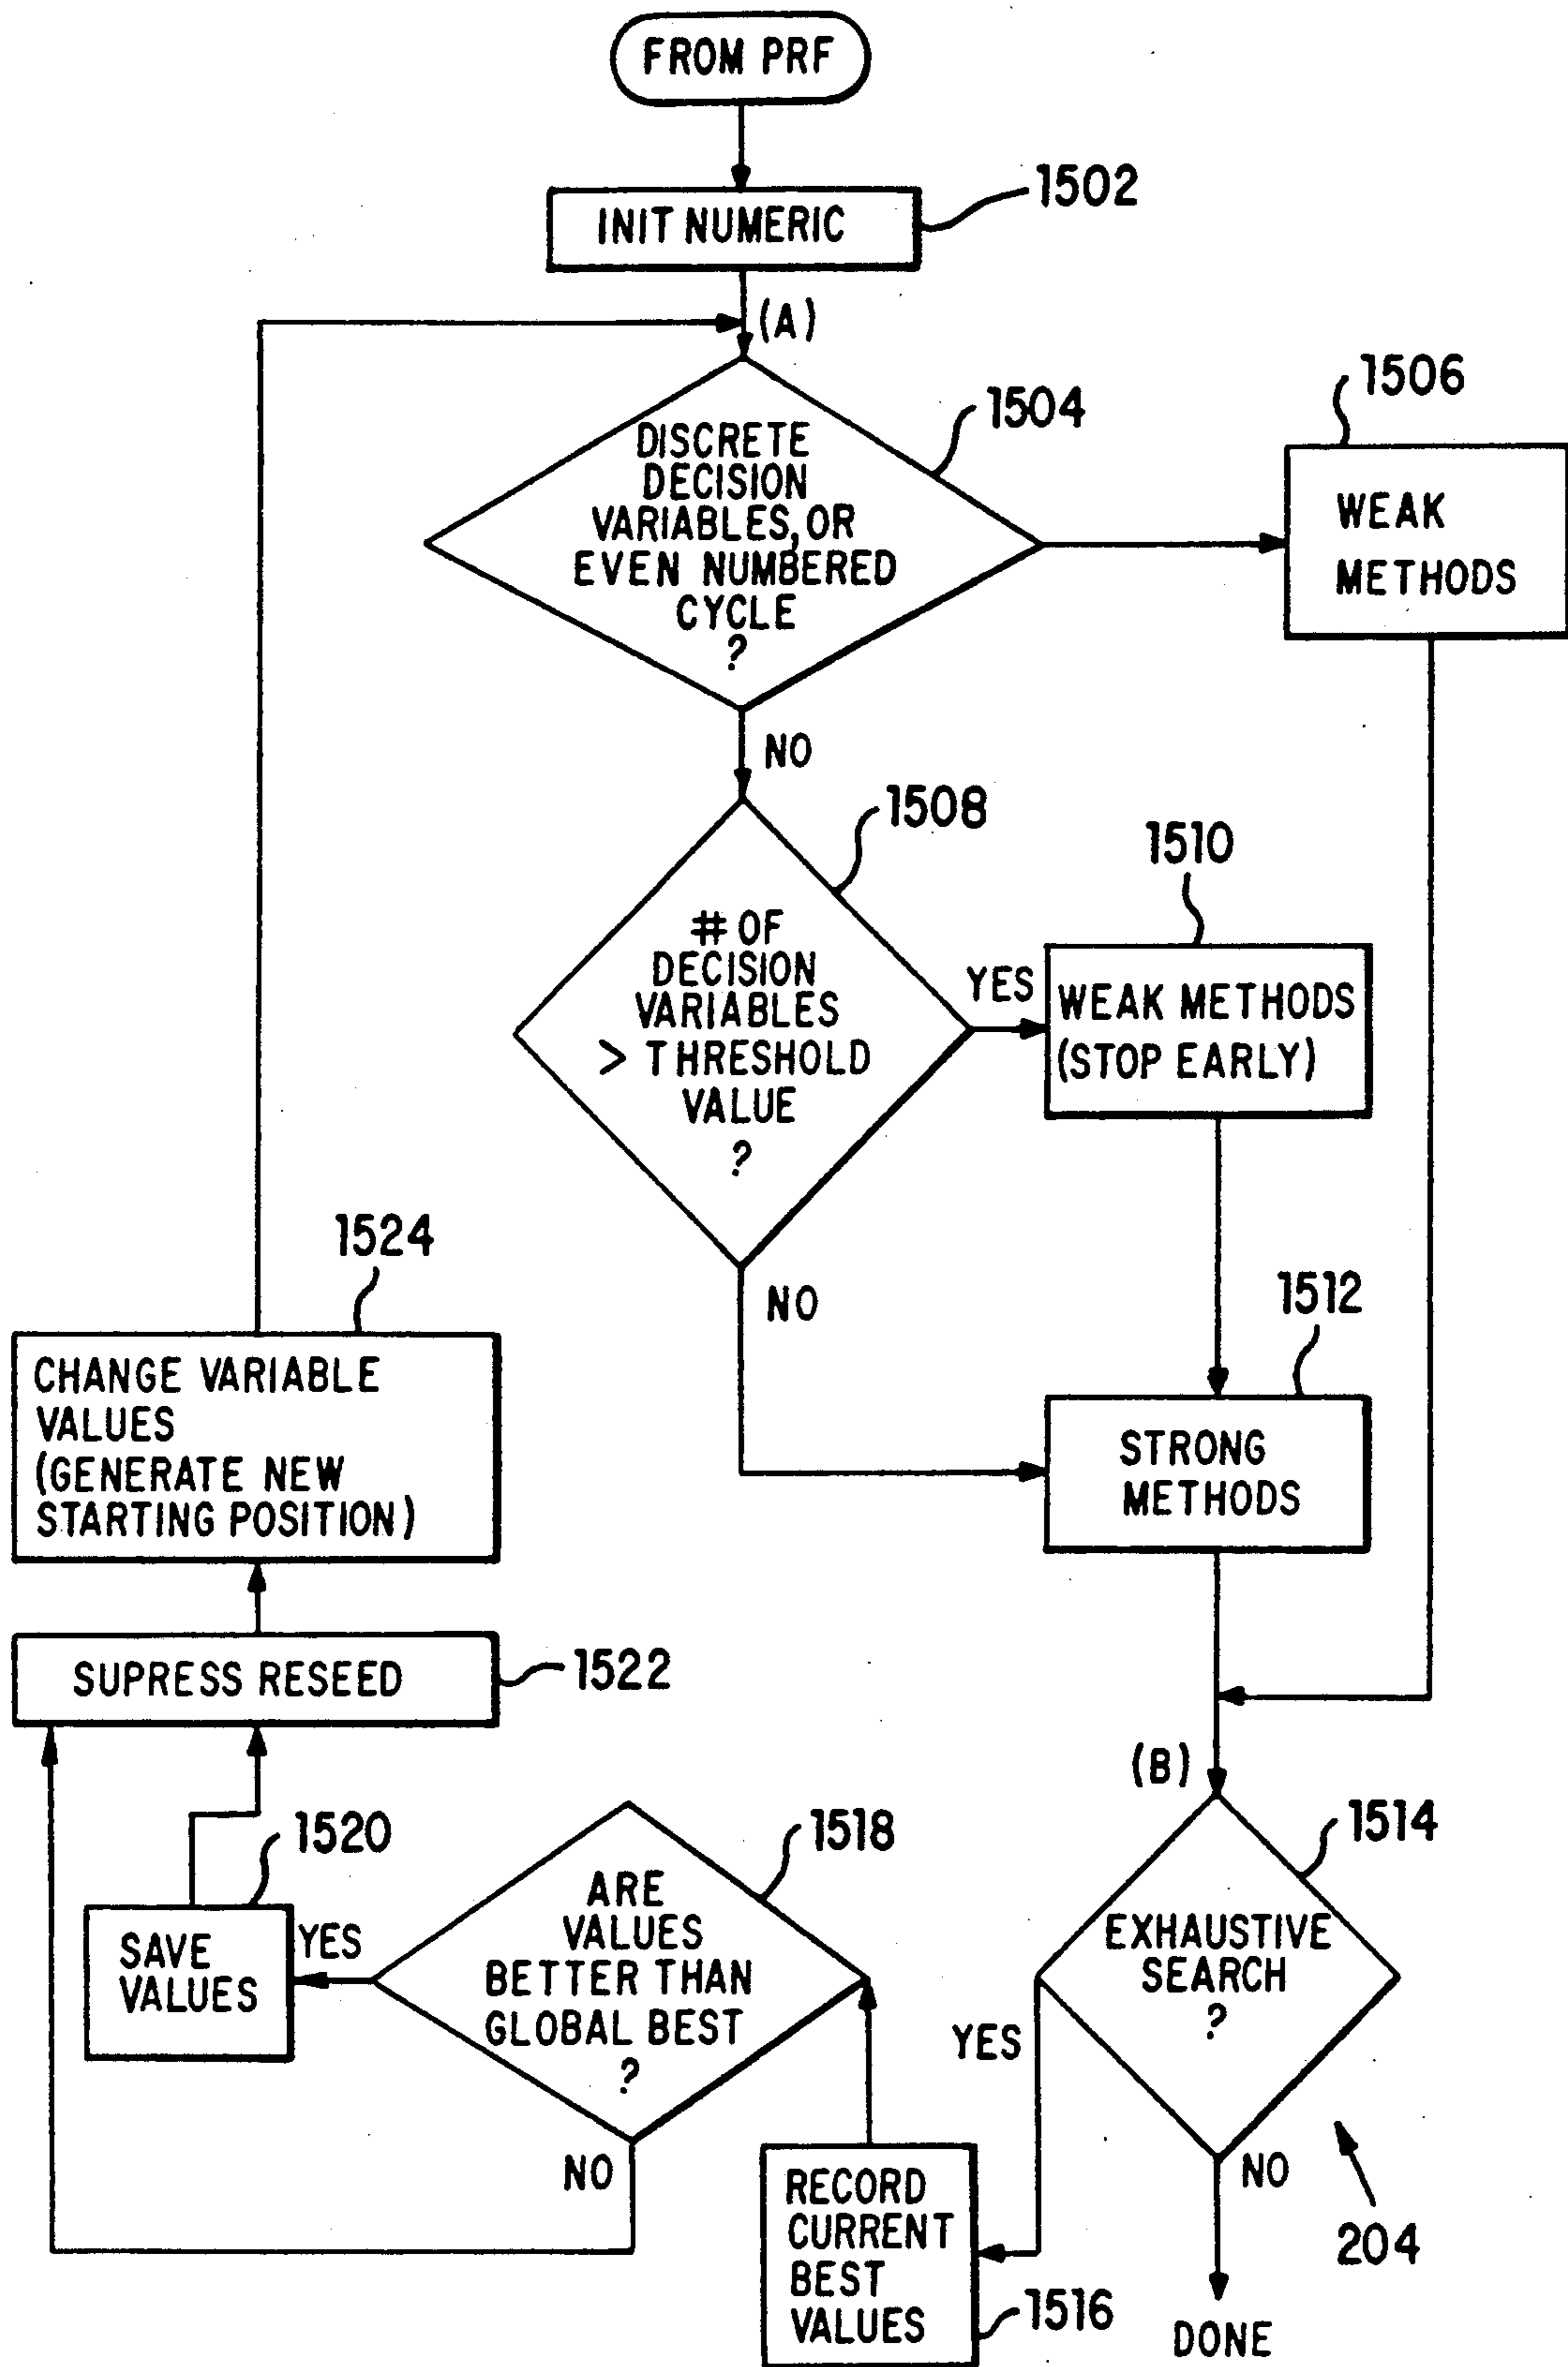 FROM PRF
INIT NUMERIC
1502
(A)
DISCRETE
DECISION
VARIABLES, OR
EVEN NUMBERED
CYCLE
?
1504
1506
WEAK
METHODS
NO
1508
# OF
DECISION
VARIABLES
> THRESHOLD
VALUE
?
YES
1510
WEAK METHODS
(STOP EARLY)
NO
1512
STRONG
METHODS
1524
CHANGE VARIABLE
VALUES
(GENERATE NEW
STARTING POSITION)
SUPRESS RESEED
1522
(B)
1514
EXHAUSTIVE
SEARCH
?
YES
NO
1518
ARE
VALUES
BETTER THAN
GLOBAL BEST
?
YES
NO
1520
SAVE
VALUES
RECORD
CURRENT
BEST
VALUES
1516
204
DONE